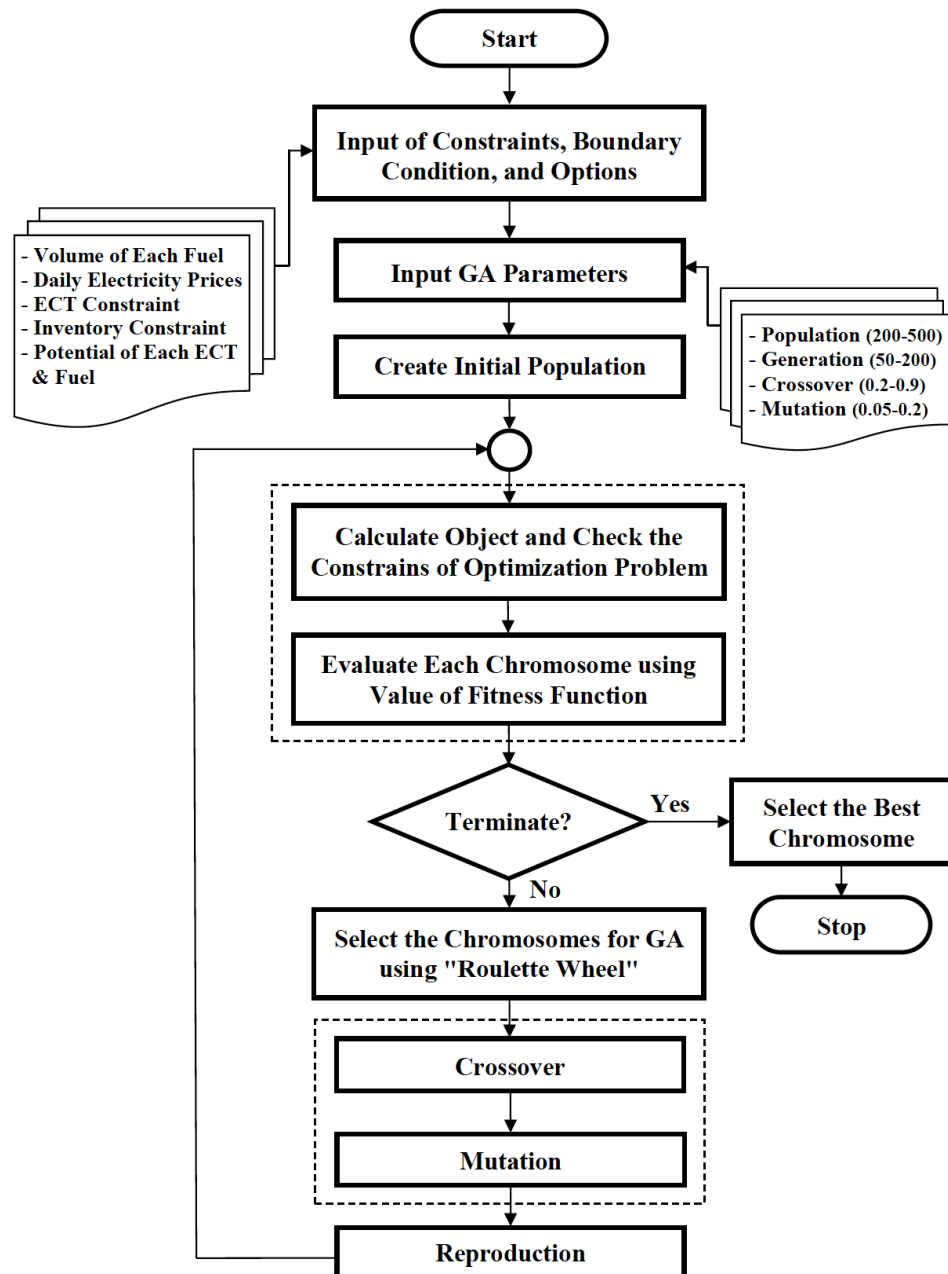 Start
Input of Constraints, Boundary
Condition, and Options
- Volume of Each Fuel
- Daily Electricity Prices
- ECT Constraint
- Inventory Constraint
- Potential of Each ECT
& Fuel
Input GA Parameters
- Population (200-500)
- Generation (50-200)
- Crossover (0.2-0.9)
- Mutation (0.05-0.2)
Create Initial Population
Calculate Object and Check the
Constrains of Optimization Problem
Evaluate Each Chromosome using
Value of Fitness Function
Terminate?
Yes
Select the Best
Chromosome
Stop
No
Select the Chromosomes for GA
using "Roulette Wheel"
Crossover
Mutation
Reproduction